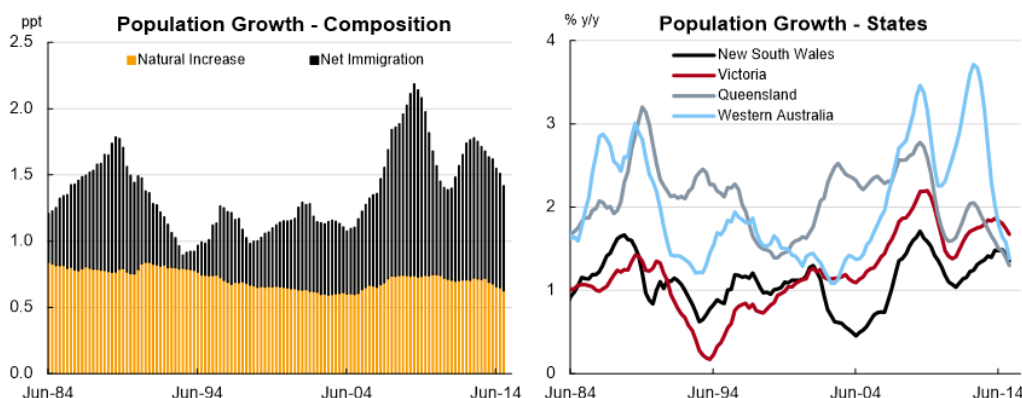 Population Growth - Composition
ppt
2.5
2.0
1.5
1.0
0.5
0.0
Natural Increase
Net Immigration
Jun-84
Jun-94
Jun-04
Jun-14
Population Growth - States
% y/y
4
3
2
1
0
New South Wales
Victoria
Queensland
Western Australia
Jun-84
Jun-94
Jun-04
Jun-14